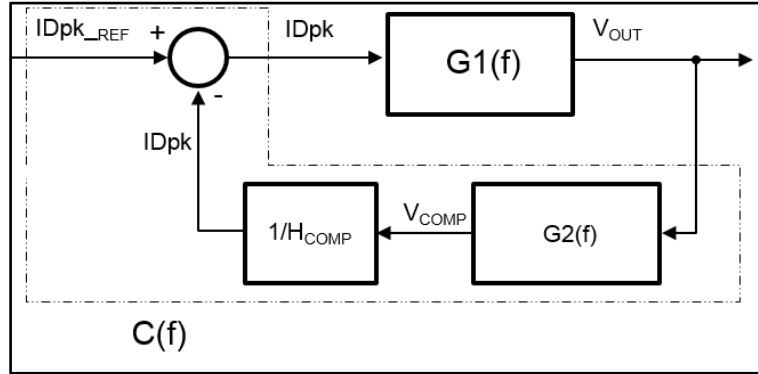 IDpk_REF
+
IDpk
G1(f)
VOUT
-
IDpk
1/HCOMP
VCOMP
G2(f)
C(f)